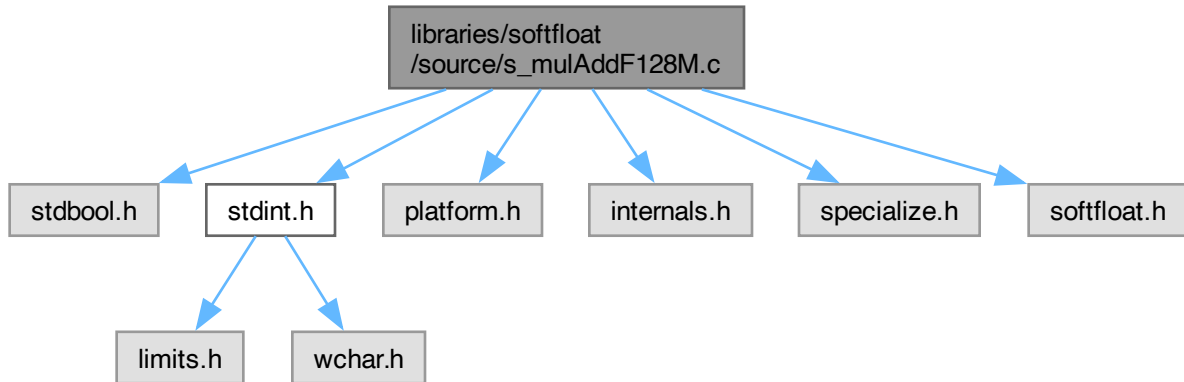 libraries/softfloat
/source/s_mulAddF128M.c
stdbool.h
stdint.h
platform.h
internals.h
specialize.h
softfloat.h
limits.h
wchar.h